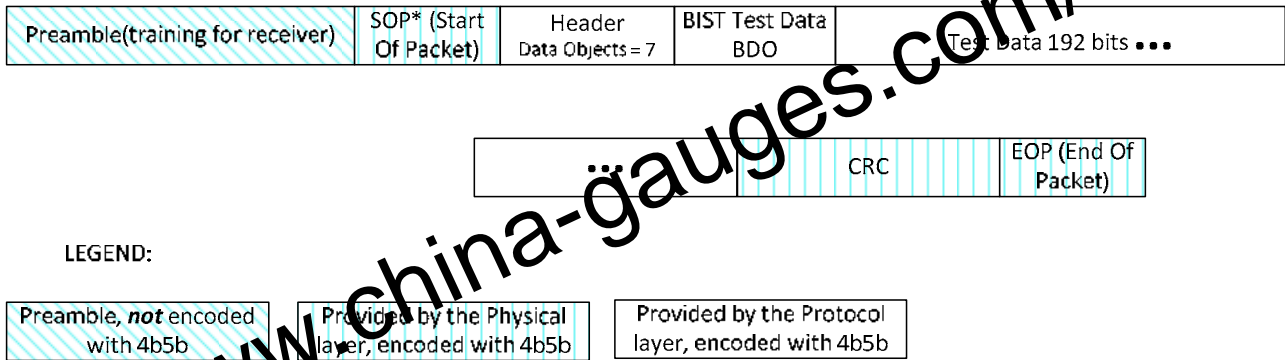 Preamble(training for receiver)
SOP* (Start
Of Packet)
Header
Data Objects = 7
BIST Test Data
BDO
Test Data 192 bits •••
•••
CRC
EOP (End Of
Packet)
LEGEND:
Preamble, not encoded
with 4b5b
Provided by the Physical
layer, encoded with 4b5b
Provided by the Protocol
layer, encoded with 4b5b
www.china-gauges.com/